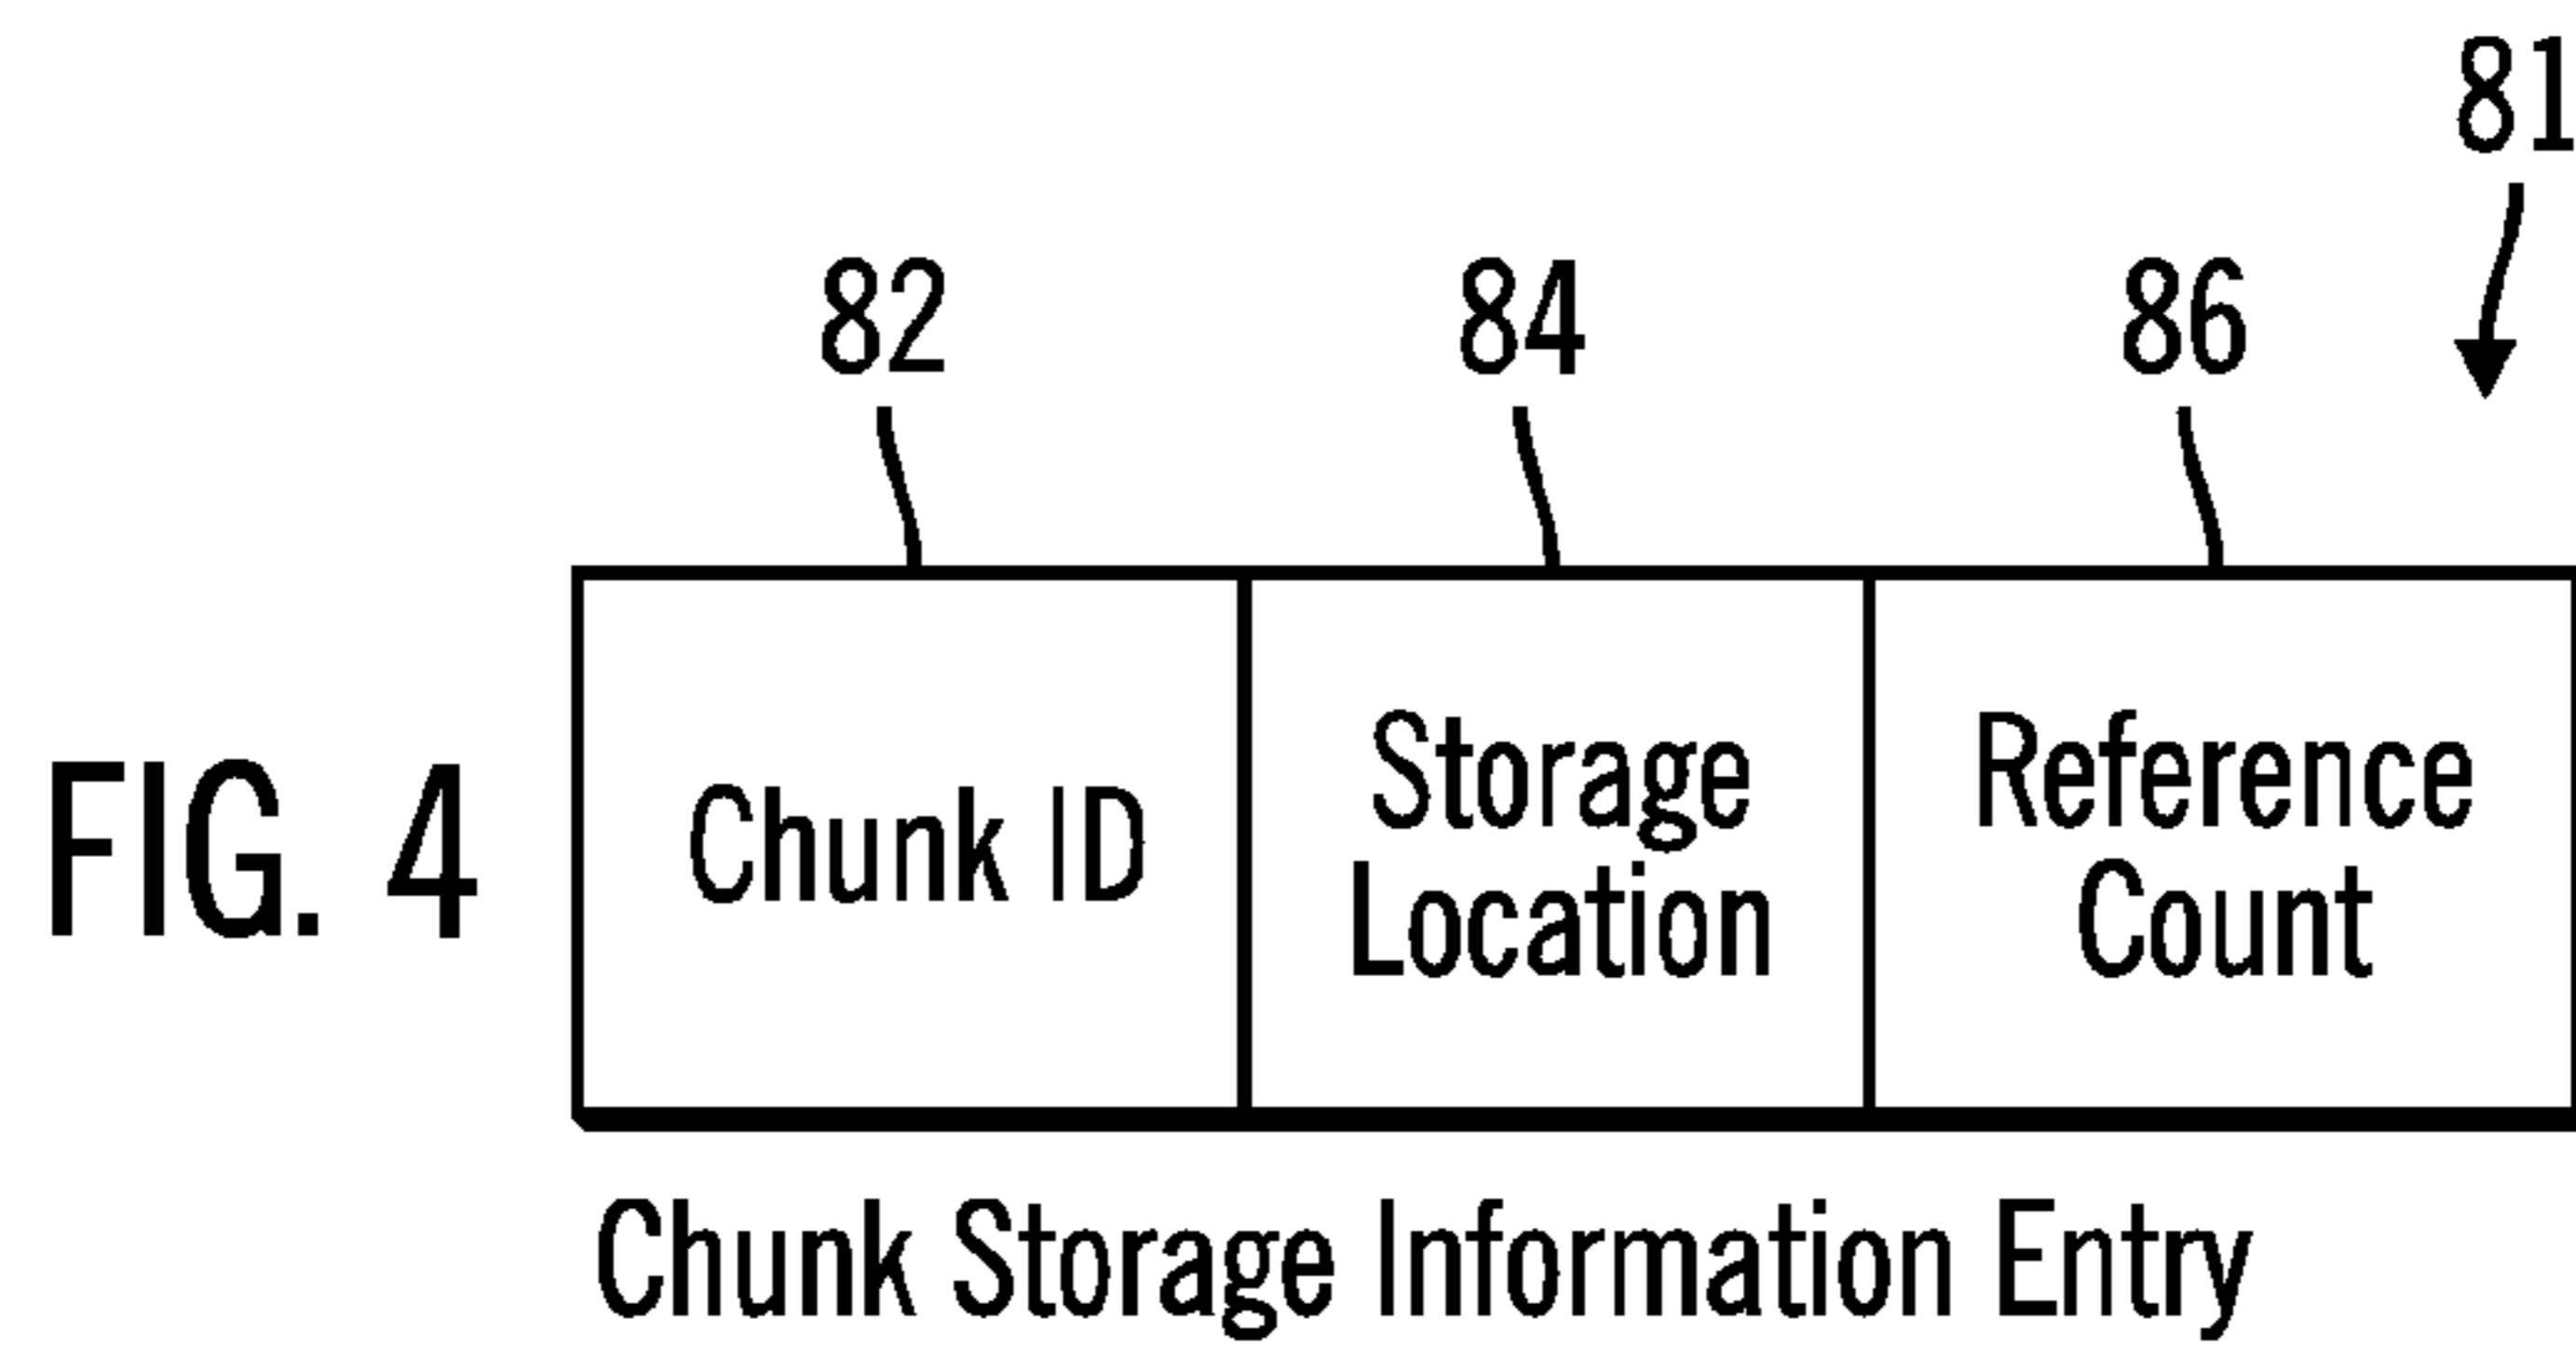 81
82 84 86
FIG. 4
Chunk ID
Storage
Location
Reference
Count
Chunk Storage Information Entry